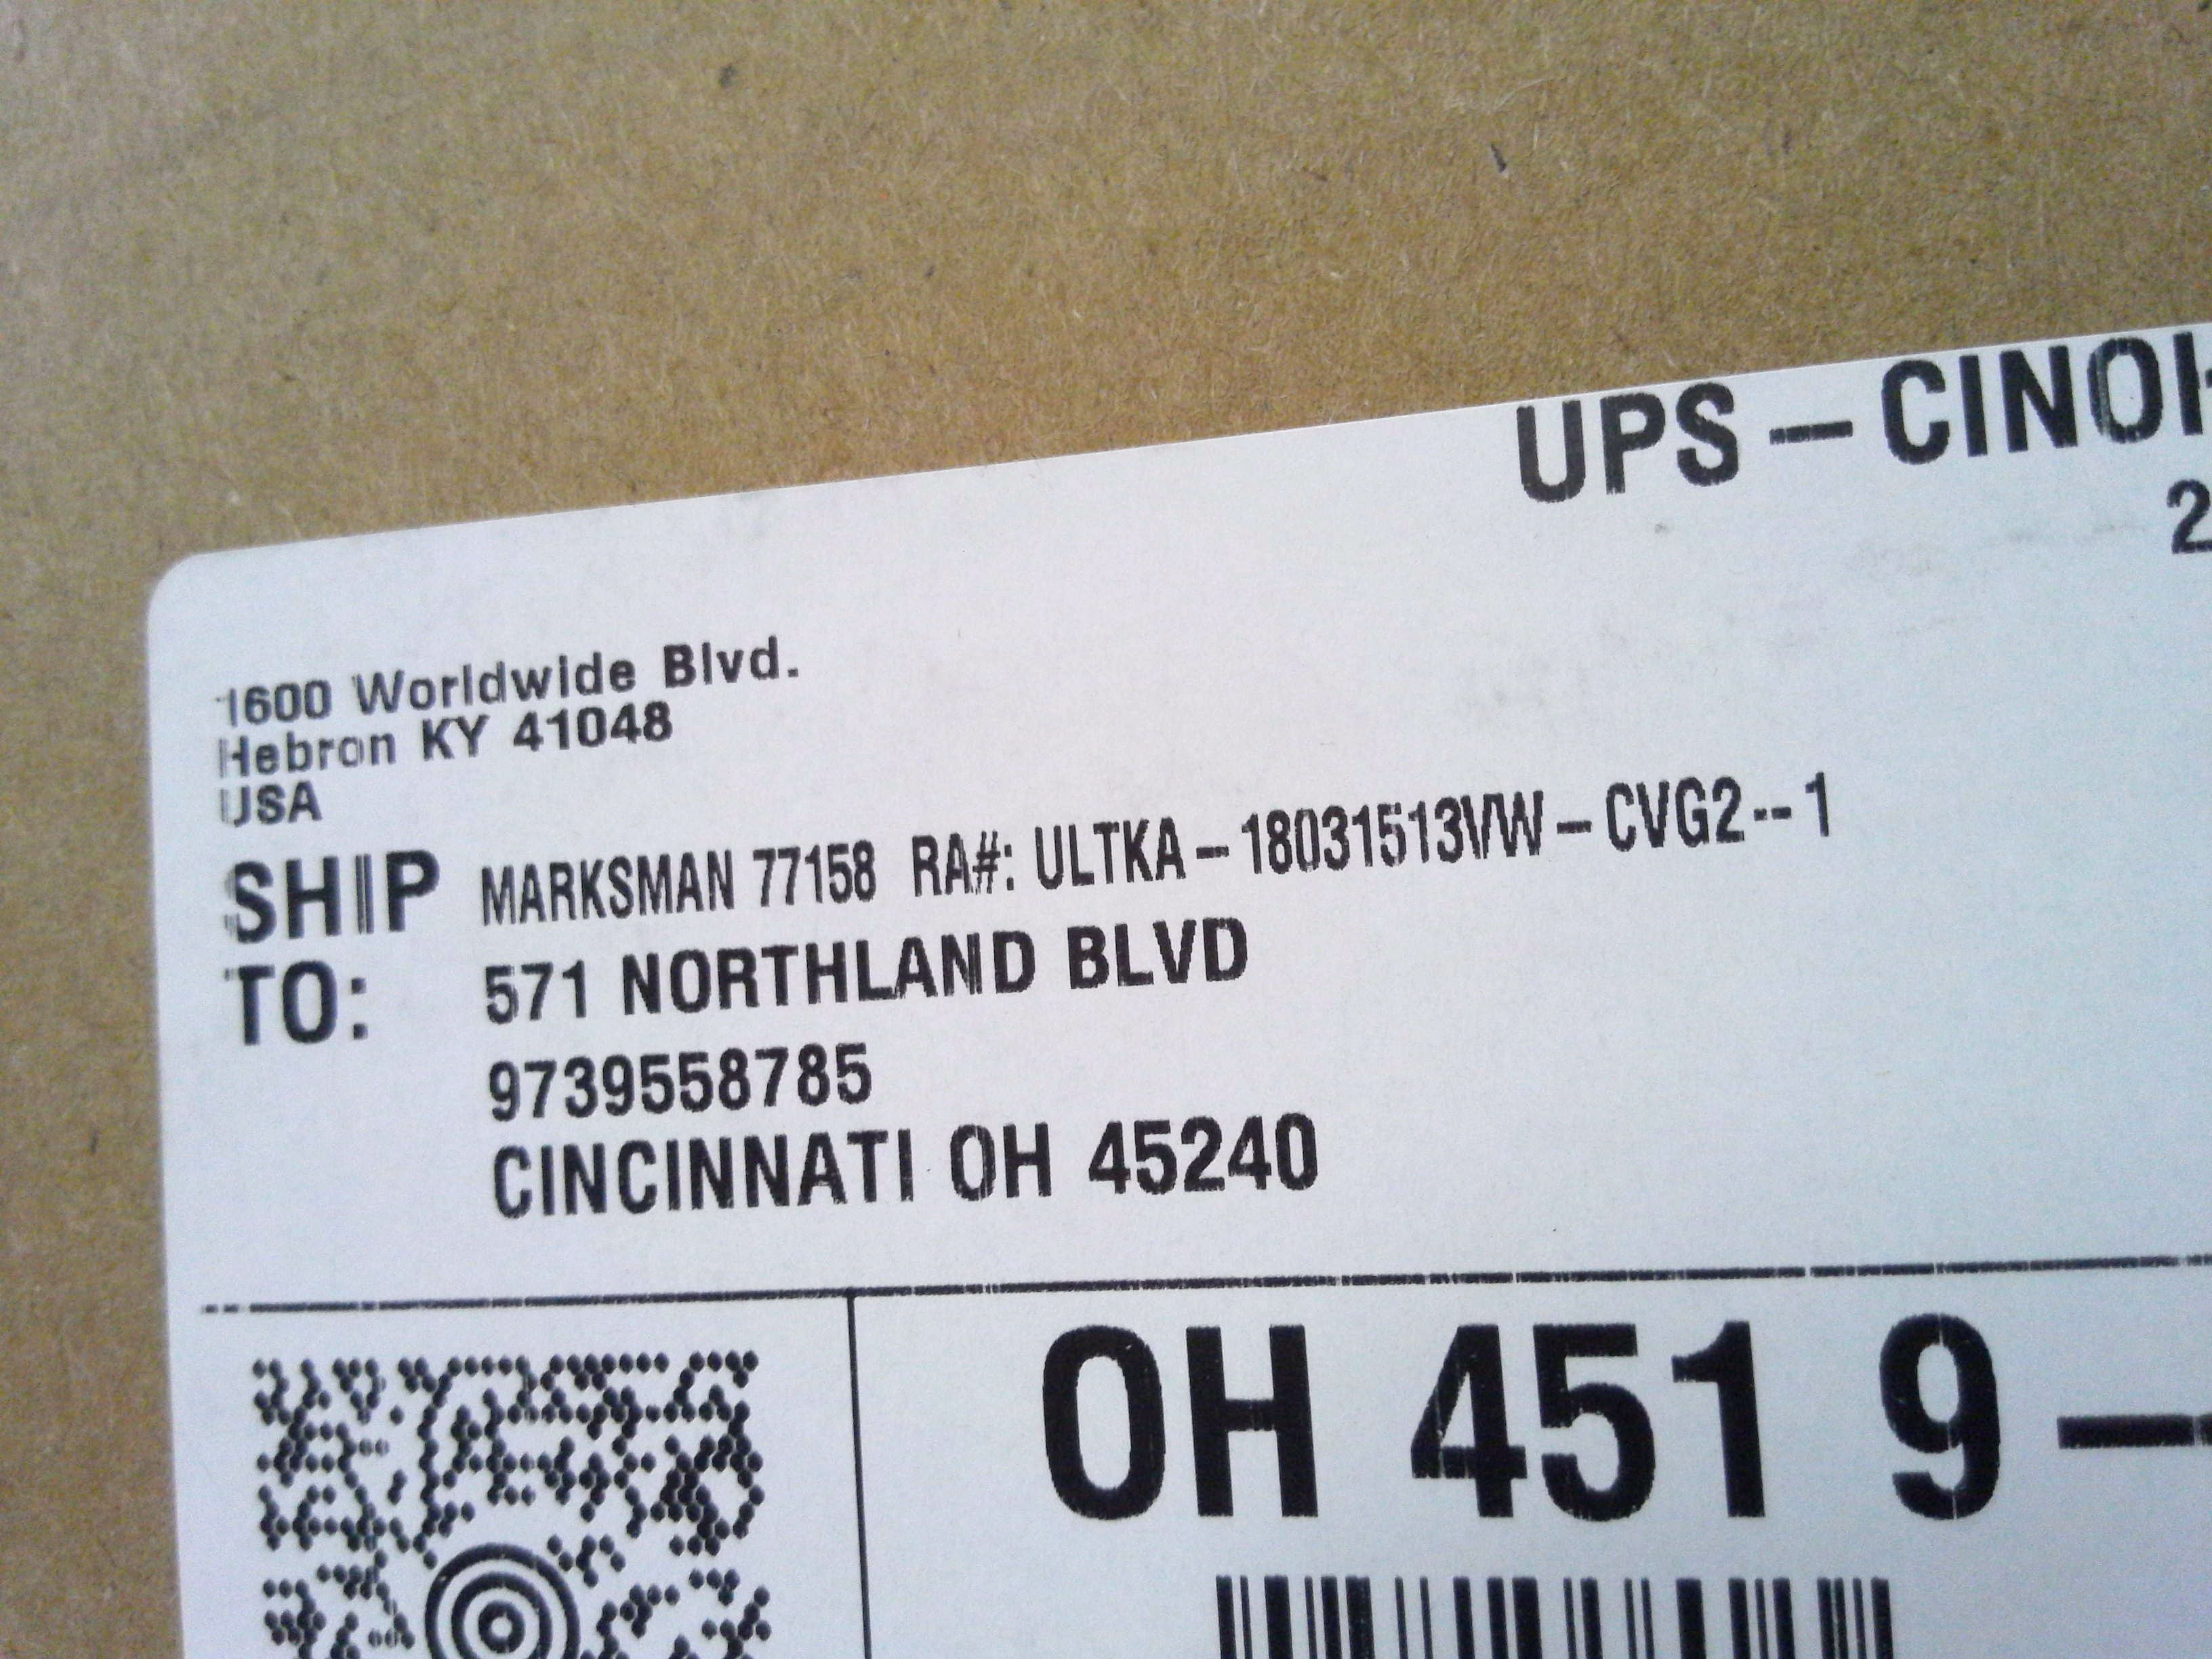 UPS – CINOH
2
1600 Worldwide Blvd.
Hebron KY 41048
USA
SHIP TO:
MARKSMAN 77158 RA#: ULTKA – 18031513VW – CVG2 -- 1
571 NORTHLAND BLVD
9739558785
CINCINNATI OH 45240
OH 451 9 –